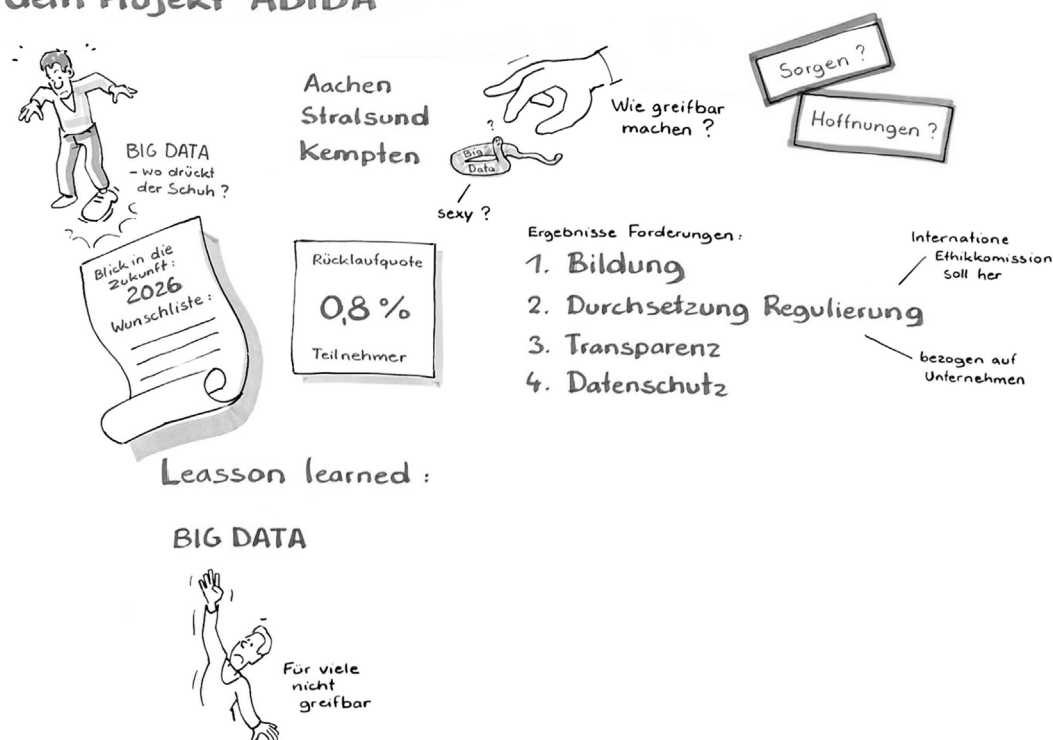 dem Projekt ABIDA
BIG DATA
- wo drückt
der Schuh ?
Aachen
Stralsund
Kempten
?
Big
Data
sexy ?
Wie greifbar
machen ?
Sorgen ?
Hoffnungen ?
Blick in die
Zukunft :
2026
Wunschliste :
Rücklaufquote
0,8 %
Teilnehmer
Ergebnisse Forderungen :
1. Bildung
2. Durchsetzung Regulierung
3. Transparenz
4. Datenschutz
Internatione
Ethikkomission
soll her
bezogen auf
Unternehmen
Leasson learned :
BIG DATA
Für viele
nicht
greifbar